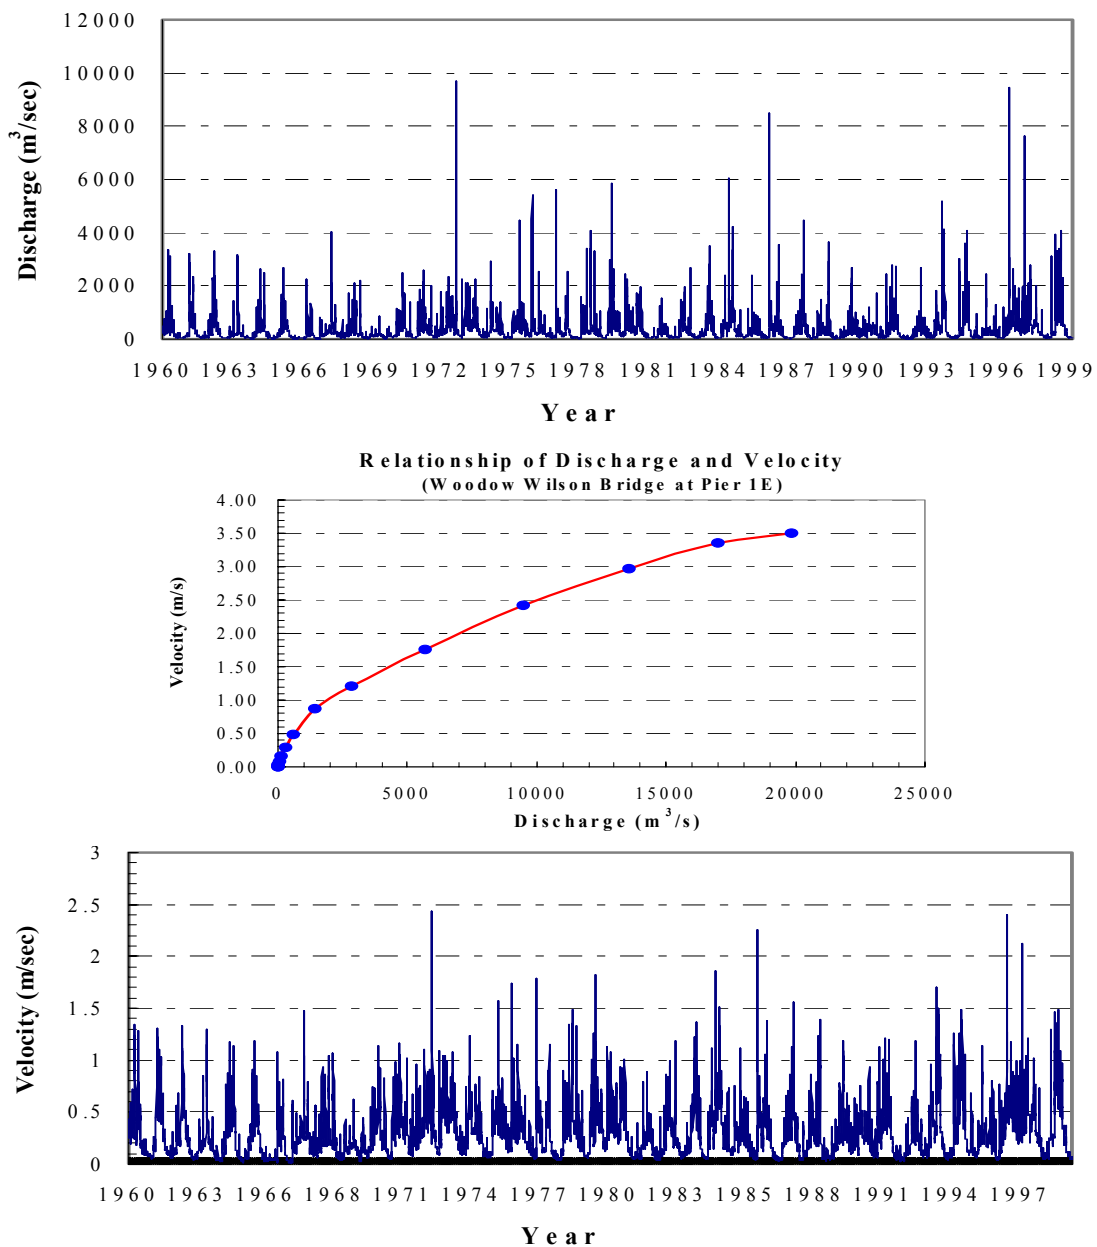 12000
10000
8000
6000
4000
2000
0
Discharge (m³/sec)
1960 1963 1966 1969 1972 1975 1978 1981 1984 1987 1990 1993 1996 1999
Year
Relationship of Discharge and Velocity
(Woodow Wilson Bridge at Pier 1E)
4.00
3.50
3.00
2.50
2.00
1.50
1.00
0.50
0.00
Velocity (m/s)
0 5000 10000 15000 20000 25000
Discharge (m³/s)
3
2.5
2
1.5
1
0.5
0
Velocity (m/sec)
1960 1963 1966 1968 1971 1974 1977 1980 1983 1985 1988 1991 1994 1997
Year